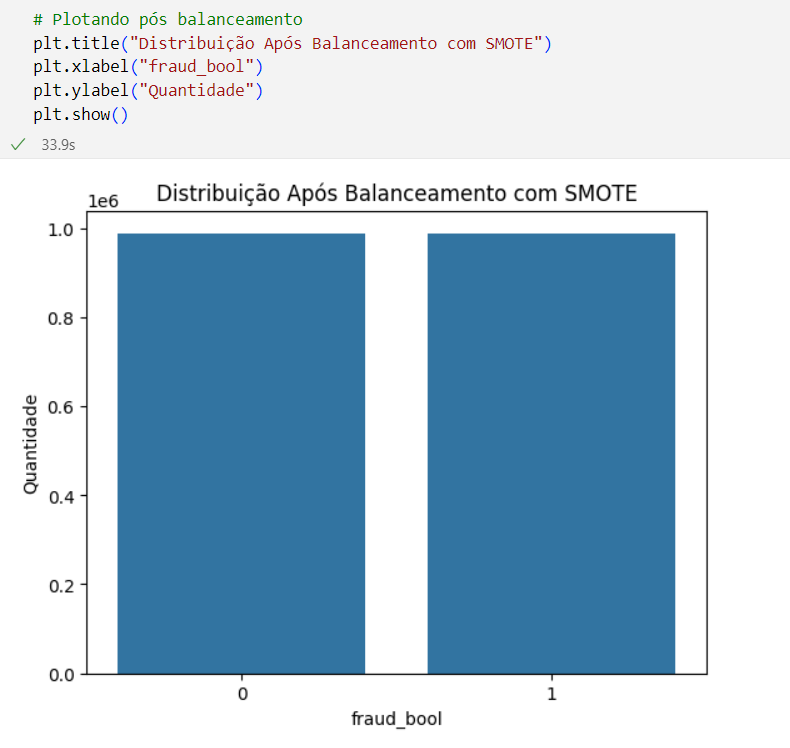 # Plotando pós balanceamento
plt.title("Distribuição Após Balanceamento com SMOTE")
plt.xlabel("fraud_bool")
plt.ylabel("Quantidade")
plt.show()
33.9s
Distribuição Após Balanceamento com SMOTE
1e6
1.0
0.8
0.6
0.4
0.2
0.0
Quantidade
0 1
fraud_bool